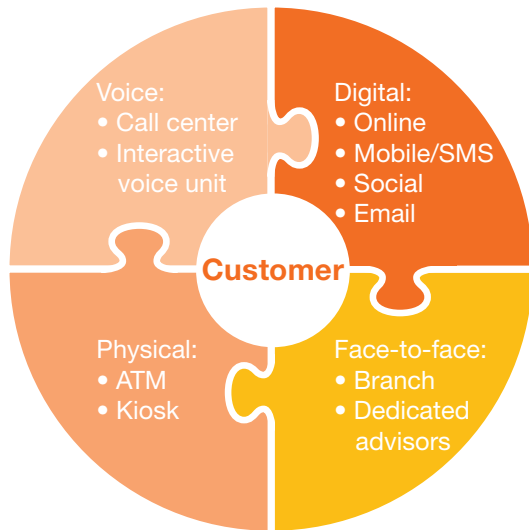 Voice:
• Call center
• Interactive
voice unit
Digital:
• Online
• Mobile/SMS
• Social
• Email
Customer
Physical:
• ATM
• Kiosk
Face-to-face:
• Branch
• Dedicated
advisors